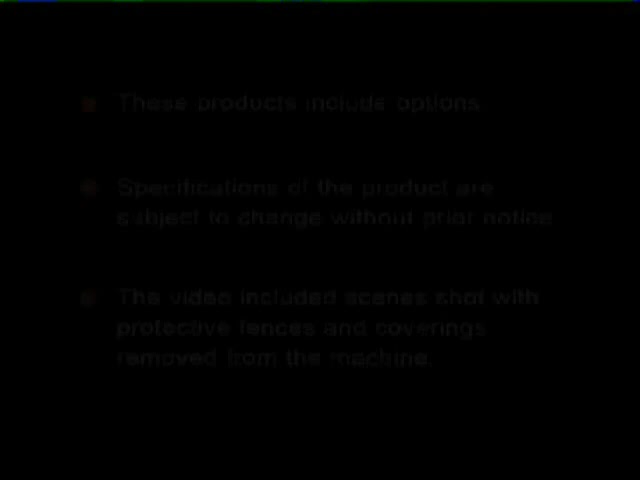 These products include options.
Specifications of the product are
subject to change without prior notice.
The video included scenes shot with
protective fences and coverings
removed from the machine.